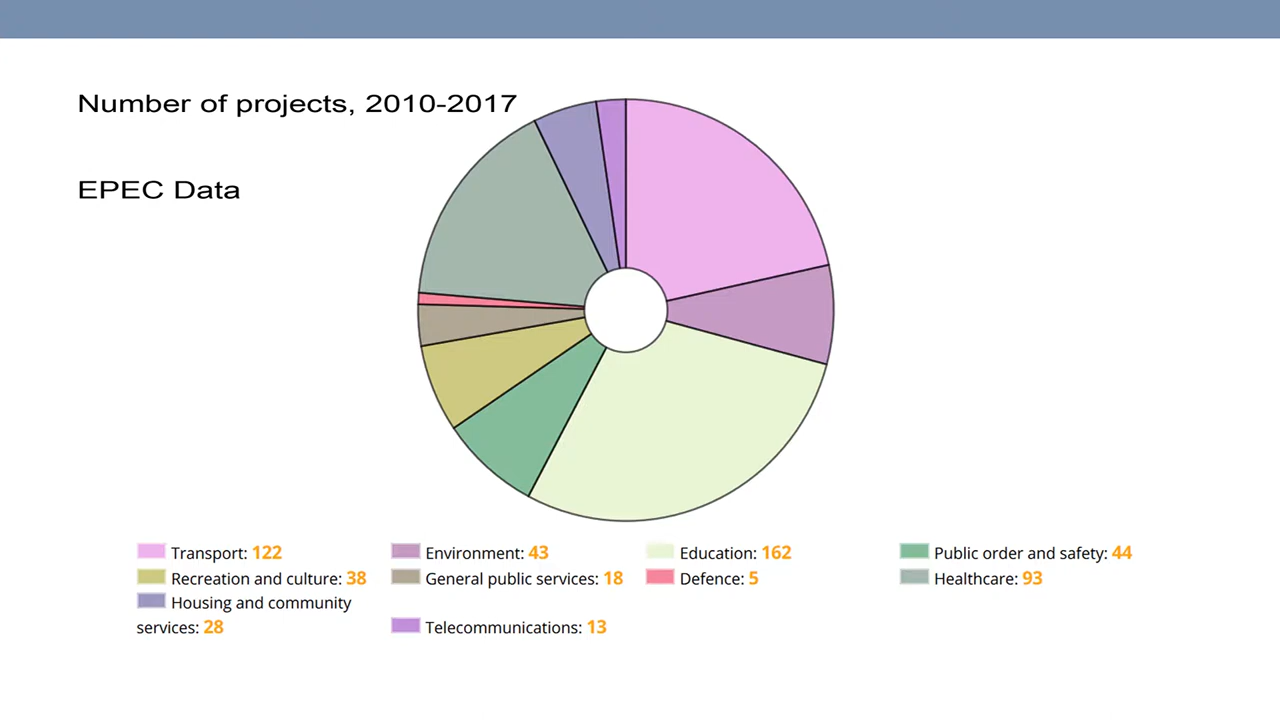 Number of projects, 2010-2017
EPEC Data
Transport: 122
Environment: 43
Education: 162
Public order and safety: 44
Recreation and culture: 38
General public services: 18
Defence: 5
Healthcare: 93
Housing and community
services: 28
Telecommunications: 13